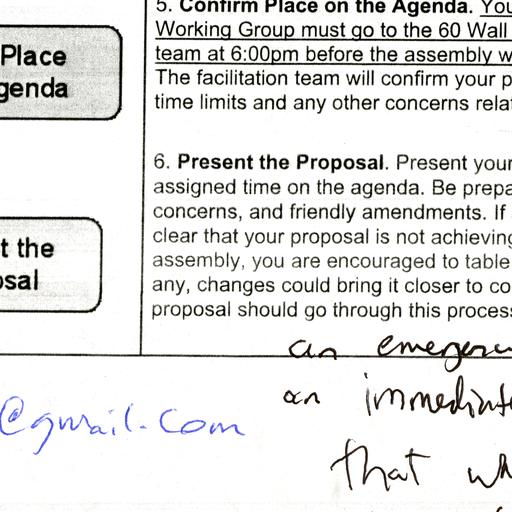 Place
genda
5. Confirm Place on the Agenda. You
Working Group must go to the 60 Wall
team at 6:00pm before the assembly w
The facilitation team will confirm your p
time limits and any other concerns rela
6. Present the Proposal. Present your
assigned time on the agenda. Be prepa
concerns, and friendly amendments. If
clear that your proposal is not achieving
assembly, you are encouraged to table
any, changes could bring it closer to co
proposal should go through this process
t the
osal
an emergen
an immediate
@gmail.com
that wh